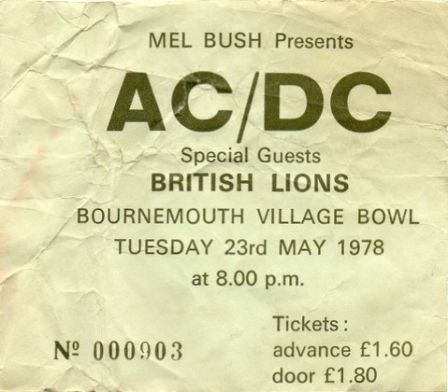 MEL BUSH Presents
AC/DC
Special Guests
BRITISH LIONS
BOURNEMOUTH VILLAGE BOWL
TUESDAY 23rd MAY 1978
at 8.00 p.m.
Tickets:
Nº 000903 advance £1.60
door £1.80